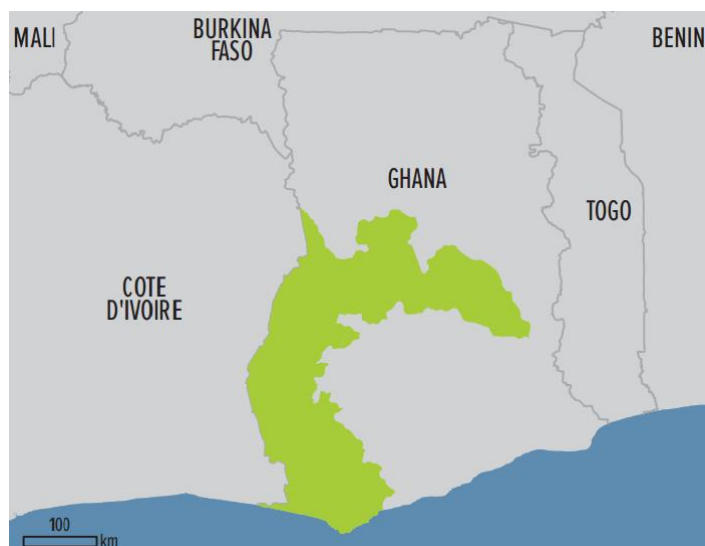 MALI
BURKINA
FASO
BENIN
GHANA
TOGO
COTE
D'IVOIRE
100
km